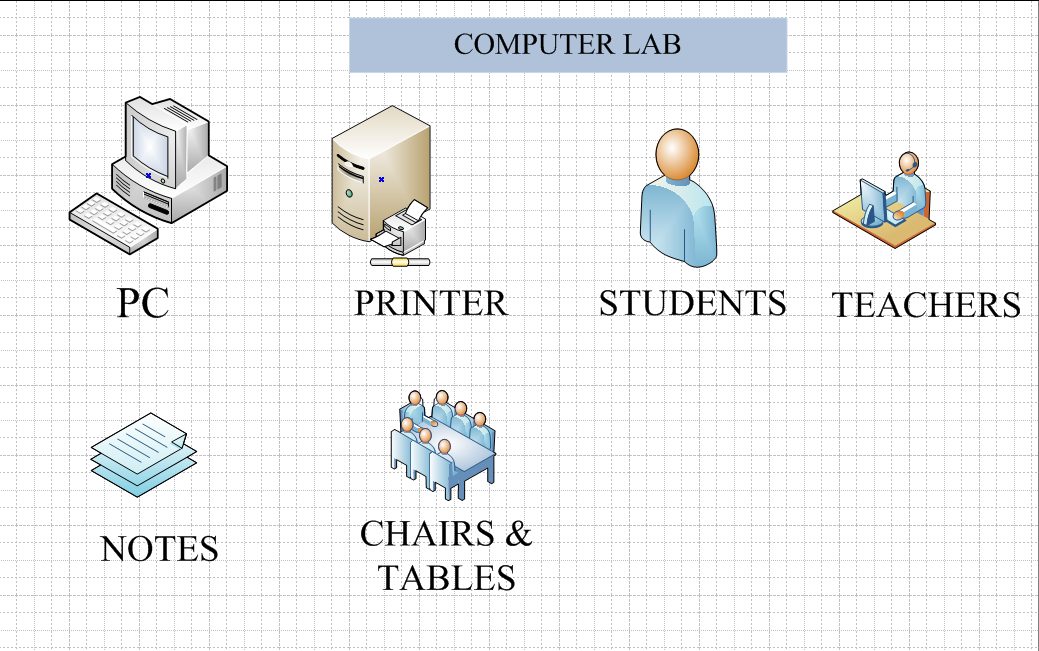 COMPUTER LAB
PC
PRINTER
STUDENTS
TEACHERS
NOTES
CHAIRS &
TABLES